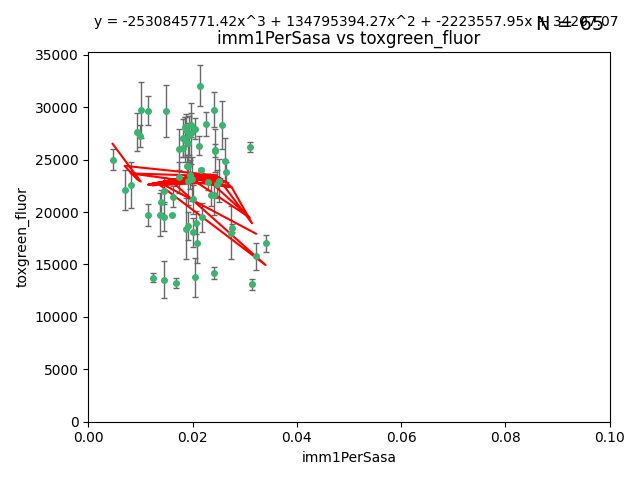 y = -2530845771.42x^3 + 134795394.27x^2 + -2223557.95x +
N = 65
imm1PerSasa vs toxgreen_fluor
35000
30000
25000
20000
15000
10000
5000
0
toxgreen_fluor
0.00 0.02 0.04 0.06 0.08 0.10
imm1PerSasa